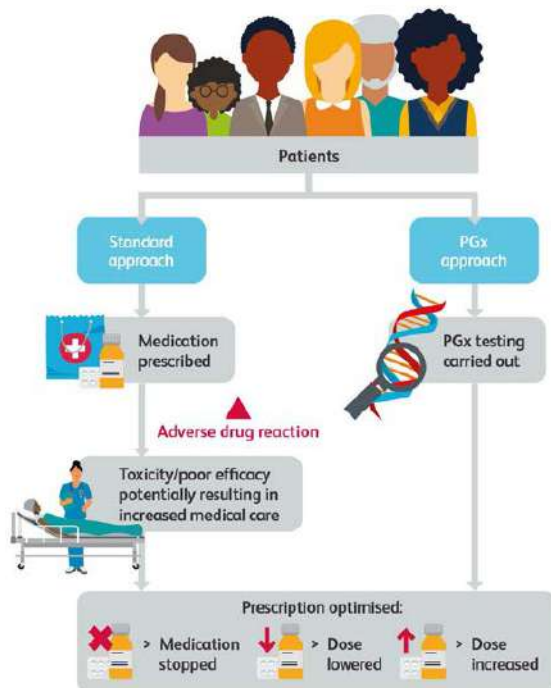 Patients
Standard
approach
PGx
approach
Medication
prescribed
PGx testing
carried out
Adverse drug reaction
Toxicity/poor efficacy
potentially resulting in
increased medical care
Prescription optimised:
> Medication
stopped
> Dose
lowered
> Dose
increased